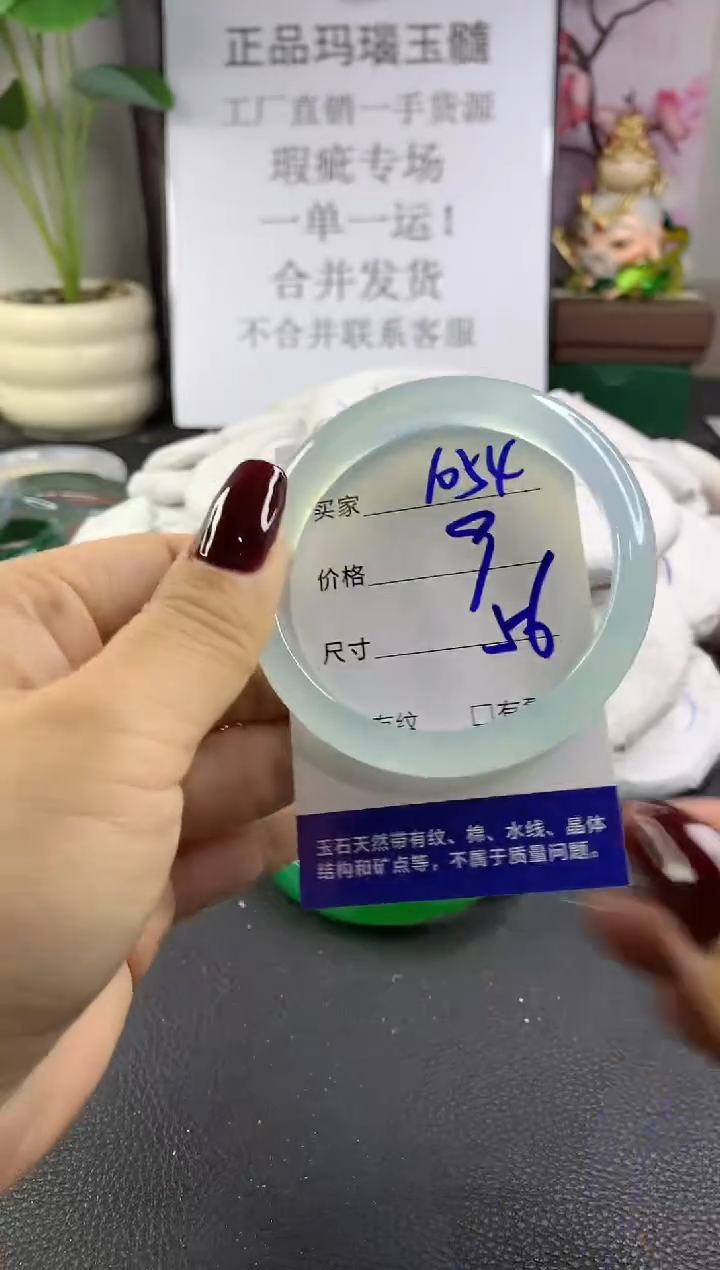 正品玛瑙玉髓
工厂直销一手货源
瑕疵专场
一单一运!
合并发货
不合并联系客服
买家 1054
价格 9
尺寸 56
有纹 □有
玉石天然带有纹、棉、水线、晶体
结构和矿点等，不属于质量问题。